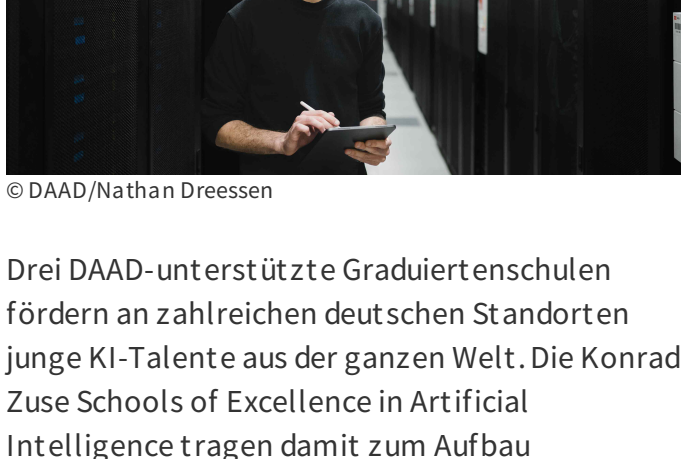 © DAAD/Nathan Dreessen
Drei DAAD-unterstützte Graduiertenschulen
fördern an zahlreichen deutschen Standorten
junge KI-Talente aus der ganzen Welt. Die Konrad
Zuse Schools of Excellence in Artificial
Intelligence tragen damit zum Aufbau